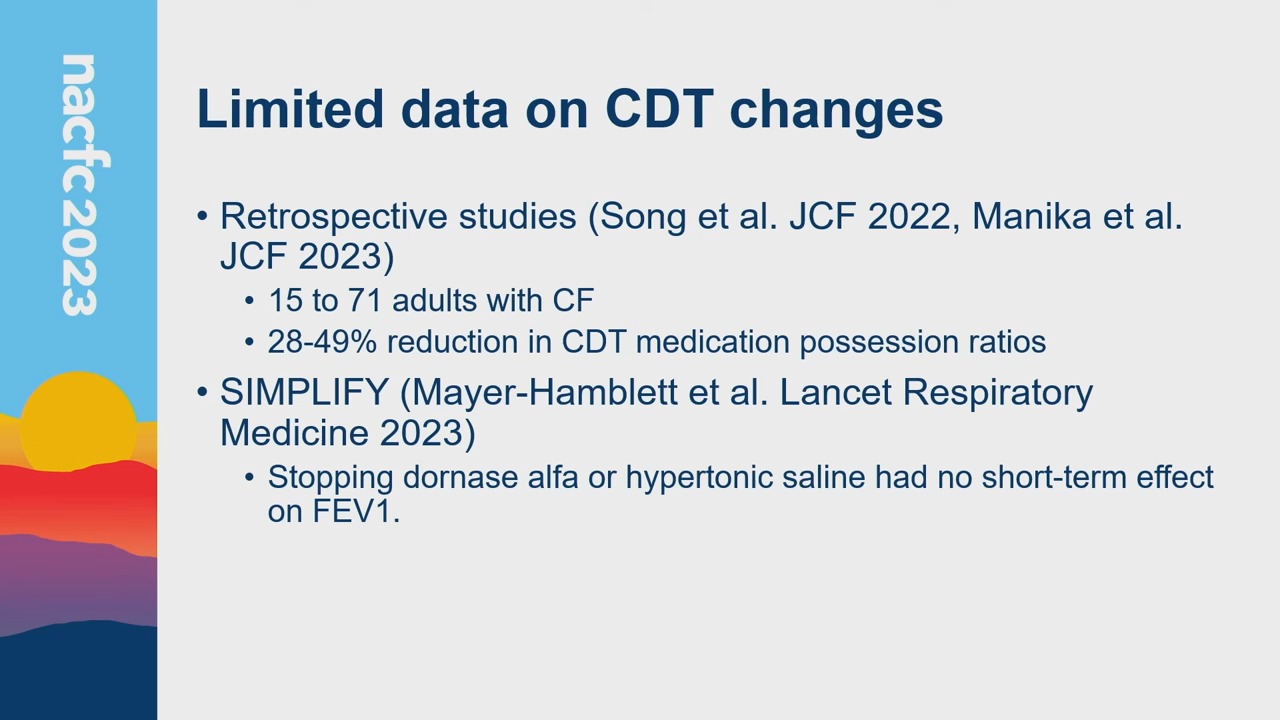 nacfc 2023
Limited data on CDT changes
• Retrospective studies (Song et al. JCF 2022, Manika et al.
JCF 2023)
• 15 to 71 adults with CF
• 28-49% reduction in CDT medication possession ratios
• SIMPLIFY (Mayer-Hamblett et al. Lancet Respiratory
Medicine 2023)
• Stopping dornase alfa or hypertonic saline had no short-term effect
on FEV1.